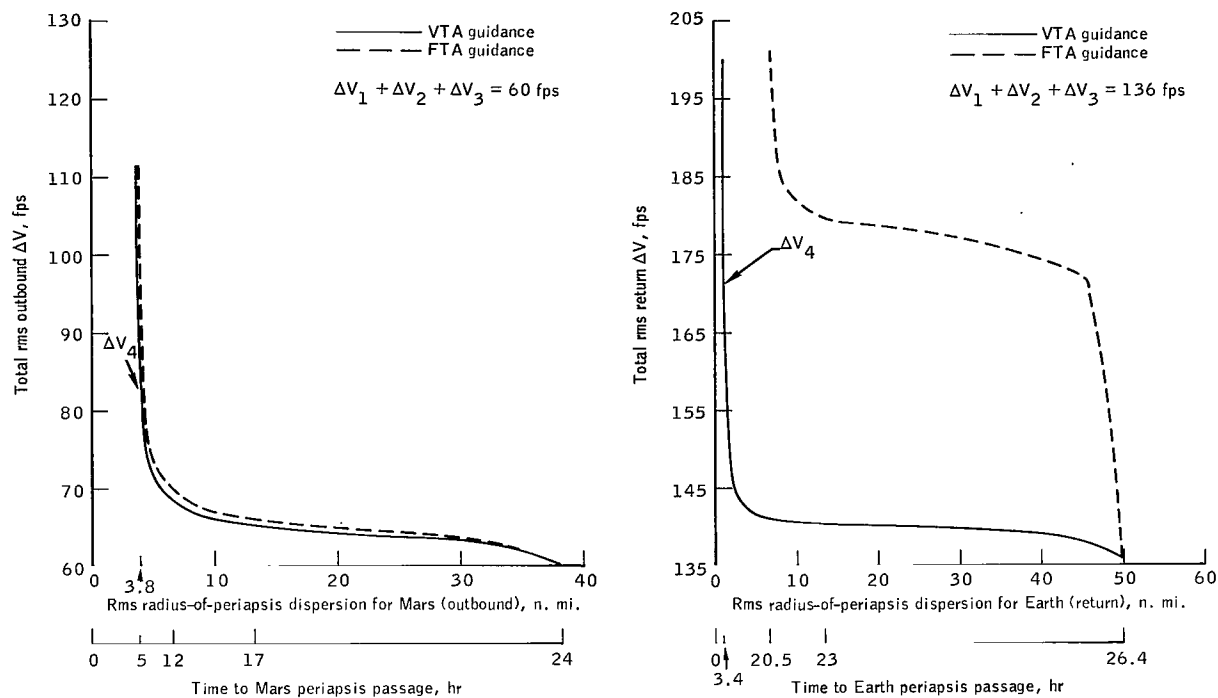 130
120
110
100
90
80
70
60
Total rms outbound ΔV, fps
VTA guidance
FTA guidance
ΔV1 + ΔV2 + ΔV3 = 60 fps
ΔV4
0 10 20 30 40
3.8
Rms radius-of-periapsis dispersion for Mars (outbound), n. mi.
0 5 12 17 24
Time to Mars periapsis passage, hr
205
195
185
175
165
155
145
135
Total rms return ΔV, fps
VTA guidance
FTA guidance
ΔV1 + ΔV2 + ΔV3 = 136 fps
ΔV4
0 10 20 30 40 50 60
Rms radius-of-periapsis dispersion for Earth (return), n. mi.
0 20.5 23 26.4
3.4
Time to Earth periapsis passage, hr